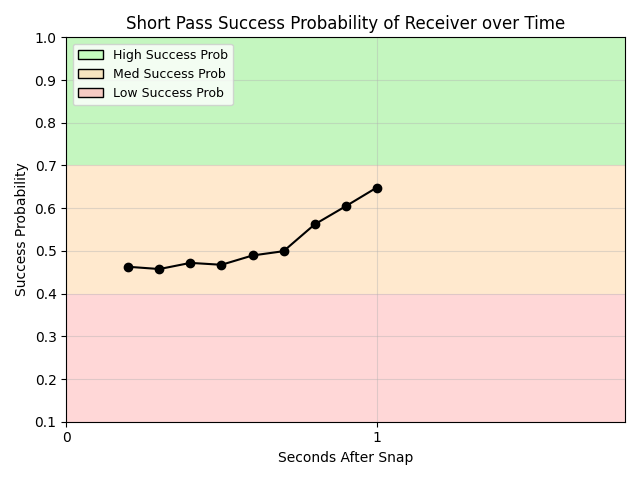 Short Pass Success Probability of Receiver over Time
1.0
0.9
0.8
0.7
0.6
0.5
0.4
0.3
0.2
0.1
Success Probability
High Success Prob
Med Success Prob
Low Success Prob
0
1
Seconds After Snap